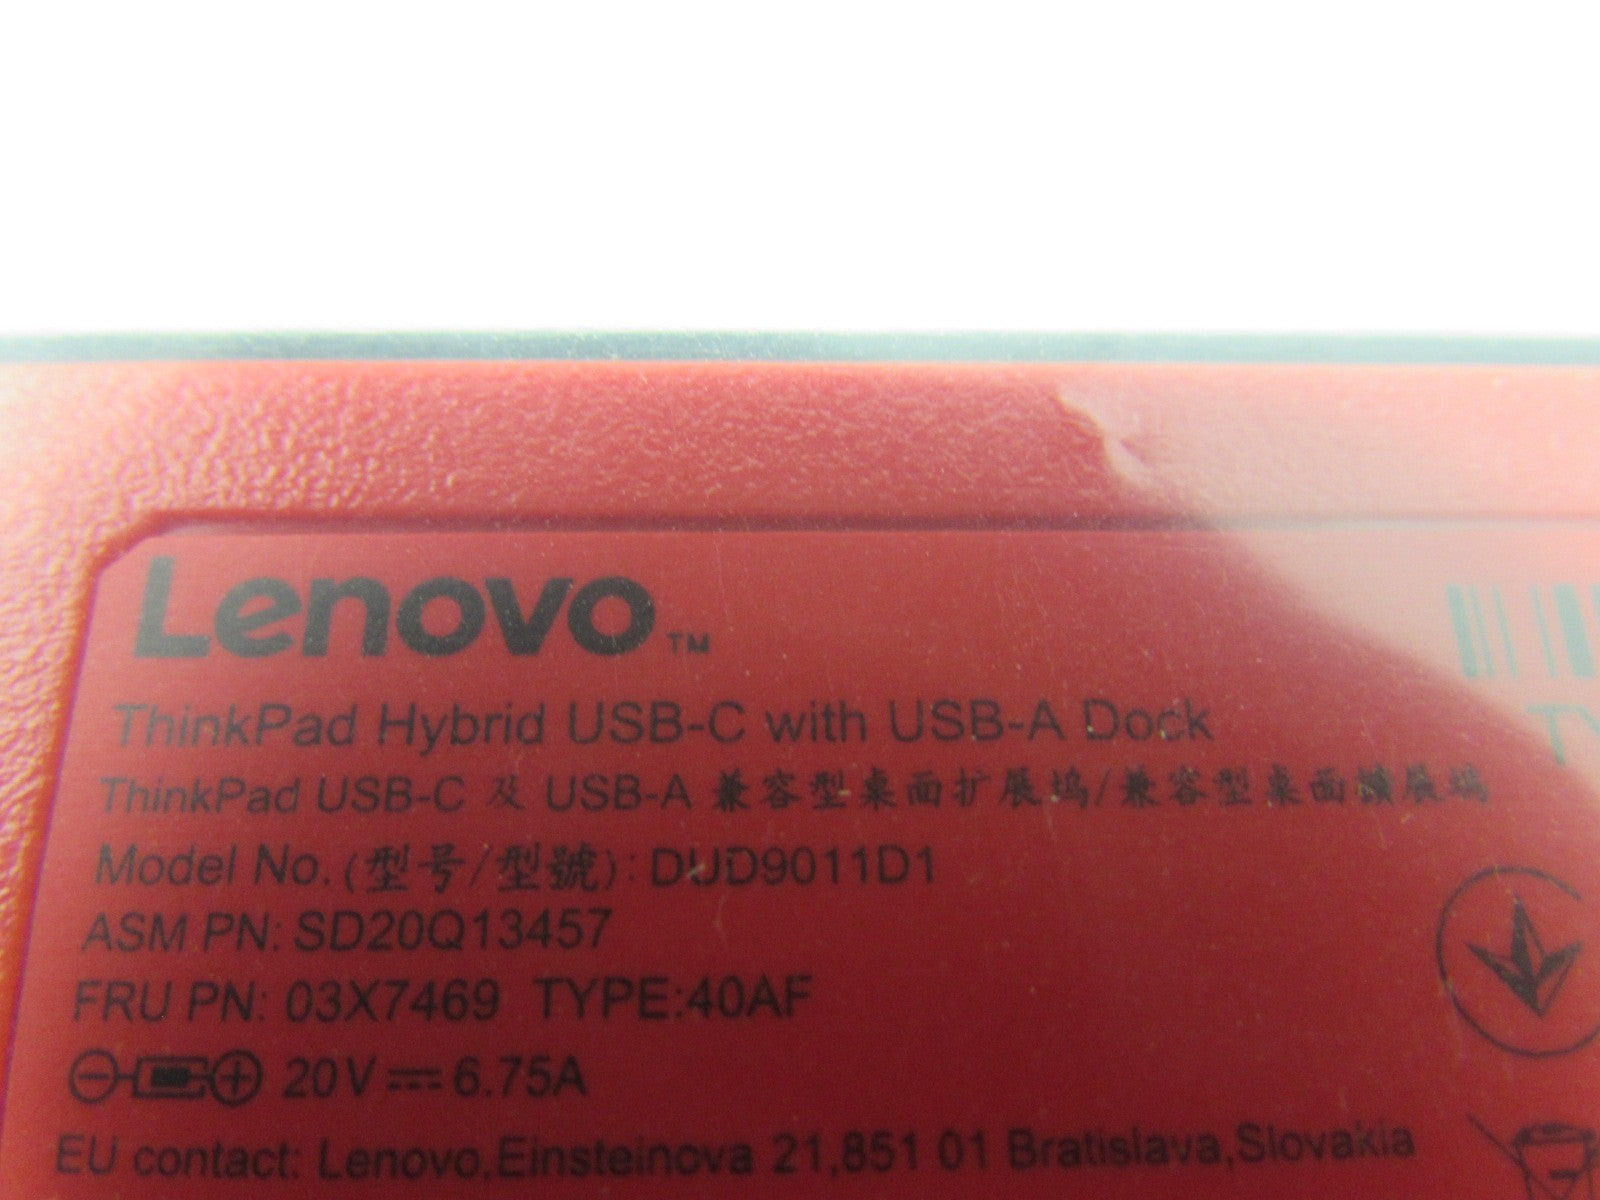 Lenovo™
ThinkPad Hybrid USB-C with USB-A Dock
ThinkPad USB-C 及 USB-A 兼容型桌面扩展坞/兼容型桌面擴展塢
Model No.(型号/型號): DUD9011D1
ASM PN: SD20Q13457
FRU PN: 03X7469 TYPE:40AF
20V ⎓ 6.75A
EU contact: Lenovo,Einsteinova 21,851 01 Bratislava,Slovakia